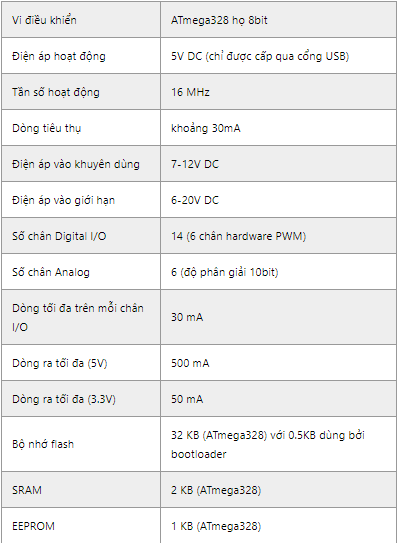 Vi điều khiển ATmega328 họ 8bit
Điện áp hoạt động 5V DC (chỉ được cấp qua cổng USB)
Tần số hoạt động 16 MHz
Dòng tiêu thụ khoảng 30mA
Điện áp vào khuyên dùng 7-12V DC
Điện áp vào giới hạn 6-20V DC
Số chân Digital I/O 14 (6 chân hardware PWM)
Số chân Analog 6 (độ phân giải 10bit)
Dòng tối đa trên mỗi chân
I/O 30 mA
Dòng ra tối đa (5V) 500 mA
Dòng ra tối đa (3.3V) 50 mA
Bộ nhớ flash 32 KB (ATmega328) với 0.5KB dùng bởi
bootloader
SRAM 2 KB (ATmega328)
EEPROM 1 KB (ATmega328)